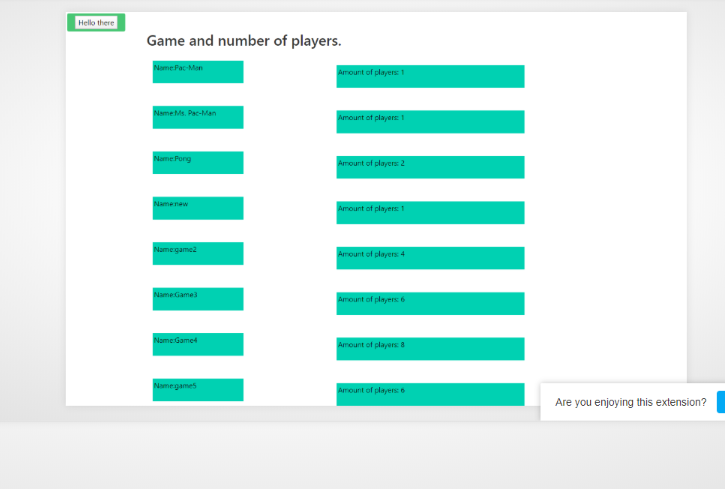 Hello there
Game and number of players.
Name:Pac-Man
Amount of players: 1
Name:Ms. Pac-Man
Amount of players: 1
Name:Pong
Amount of players: 2
Name:new
Amount of players: 1
Name:game2
Amount of players: 4
Name:Game3
Amount of players: 6
Name:Game4
Amount of players: 8
Name:game5
Amount of players: 6
Are you enjoying this extension?